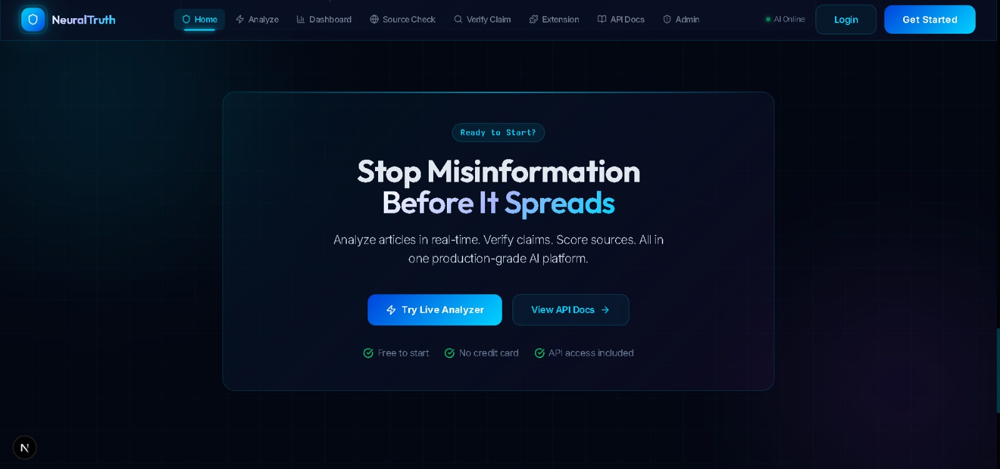 NeuralTruth
Home
Analyze
Dashboard
Source Check
Verify Claim
Extension
API Docs
Admin
AI Online
Login
Get Started
Ready to Start?
Stop Misinformation
Before It Spreads
Analyze articles in real-time. Verify claims. Score sources. All in
one production-grade AI platform.
Try Live Analyzer
View API Docs →
Free to start
No credit card
API access included
N